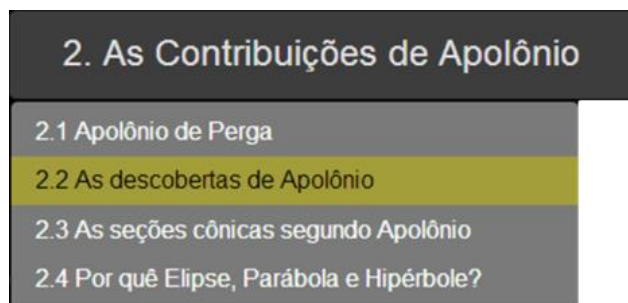 2. As Contribuições de Apolônio
2.1 Apolônio de Perga
2.2 As descobertas de Apolônio
2.3 As seções cônicas segundo Apolônio
2.4 Por quê Elipse, Parábola e Hipérbole?